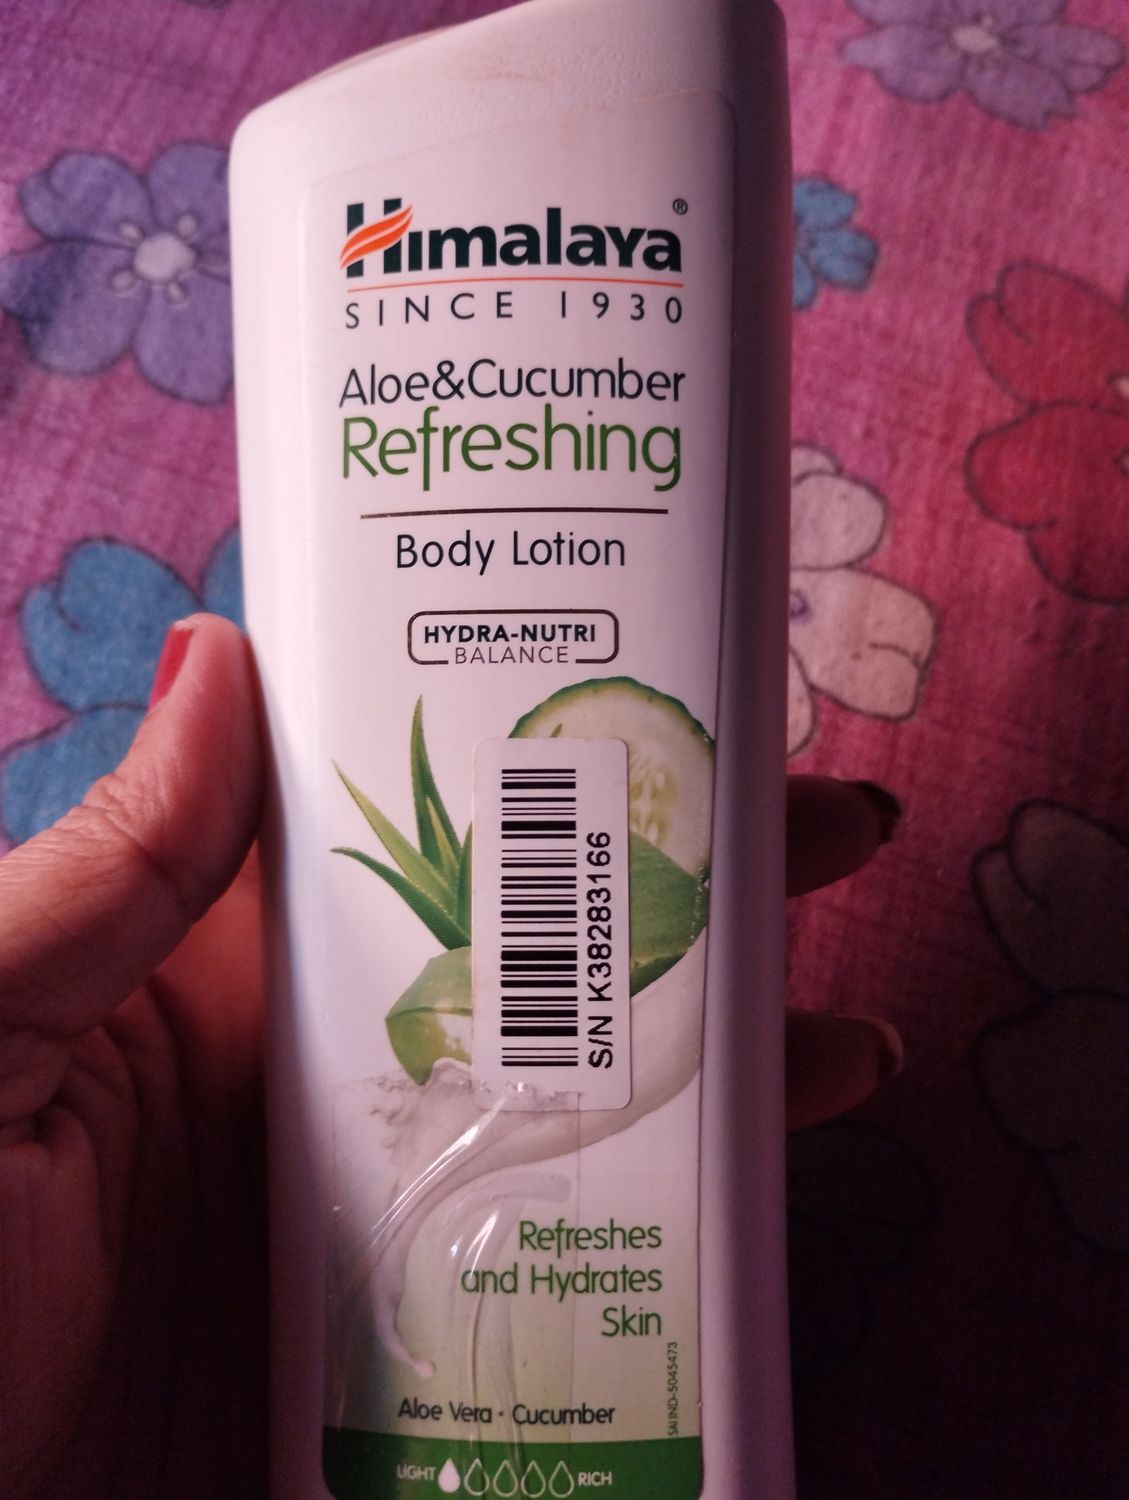 Himalaya®
SINCE 1930
Aloe&Cucumber
Refreshing
Body Lotion
HYDRA-NUTRI
BALANCE
S/N K38283166
Refreshes
and Hydrates
Skin
Aloe Vera · Cucumber
LIGHT RICH